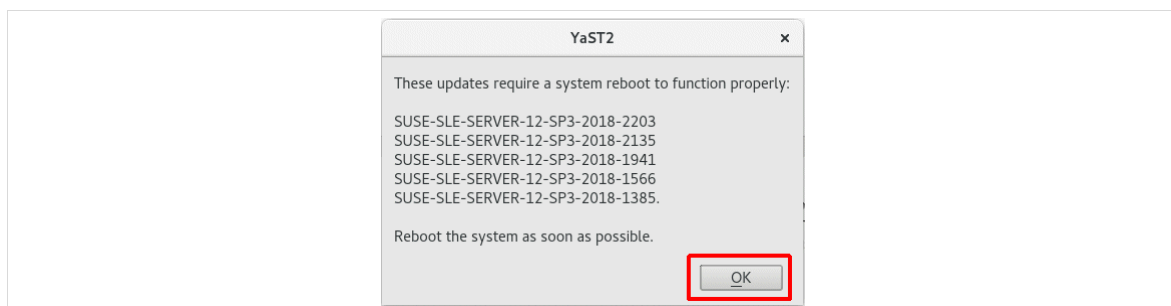 YaST2
These updates require a system reboot to function properly:
SUSE-SLE-SERVER-12-SP3-2018-2203
SUSE-SLE-SERVER-12-SP3-2018-2135
SUSE-SLE-SERVER-12-SP3-2018-1941
SUSE-SLE-SERVER-12-SP3-2018-1566
SUSE-SLE-SERVER-12-SP3-2018-1385.
Reboot the system as soon as possible.
OK